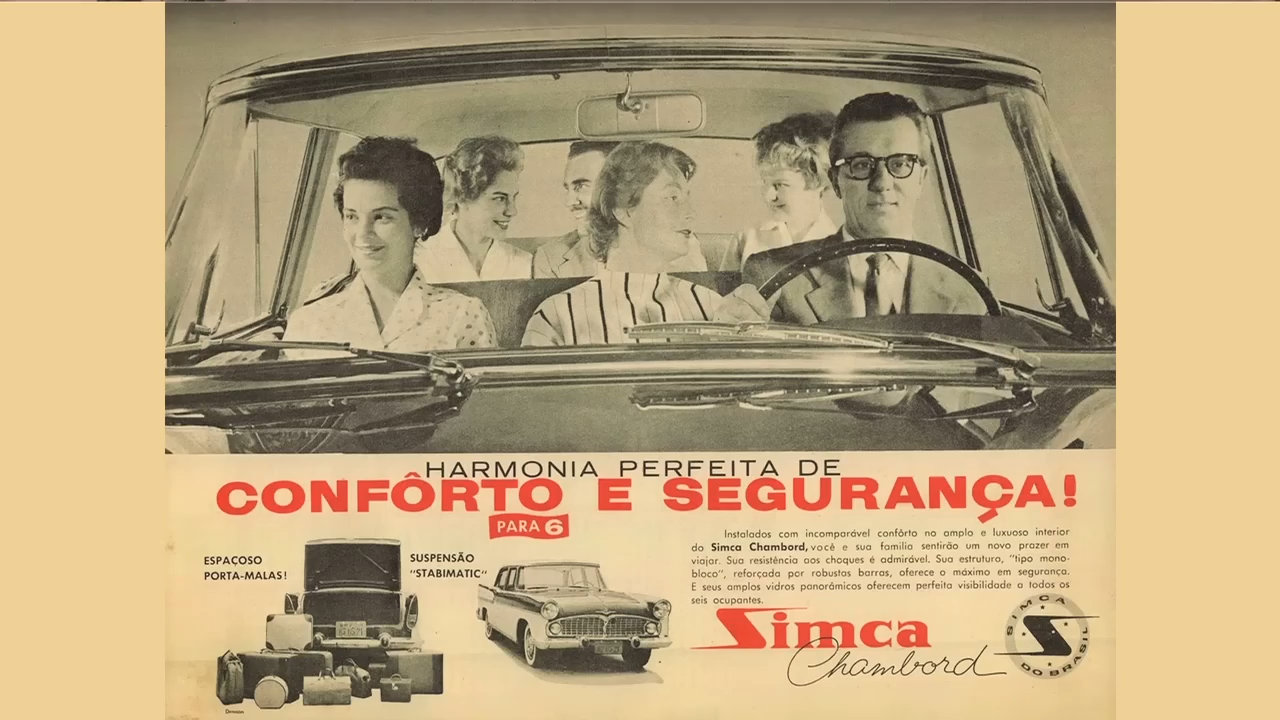 HARMONIA PERFEITA DE
CONFÔRTO E SEGURANÇA!
PARA 6
ESPAÇOSO
PORTA-MALAS!
SUSPENSÃO
"STABIMATIC"
Instalados com incomparável confôrto no amplo e luxuoso interior
do Simca Chambord, você e sua família sentirão um novo prazer em
viajar. Sua resistência aos choques é admirável. Sua estrutura, "tipo mono-
bloco", reforçada por robustas barras, oferece o máximo em segurança.
E seus amplos vidros panorâmicos oferecem perfeita visibilidade a todos os
seis ocupantes.
Simca
Chambord
SIMCA
DO BRASIL